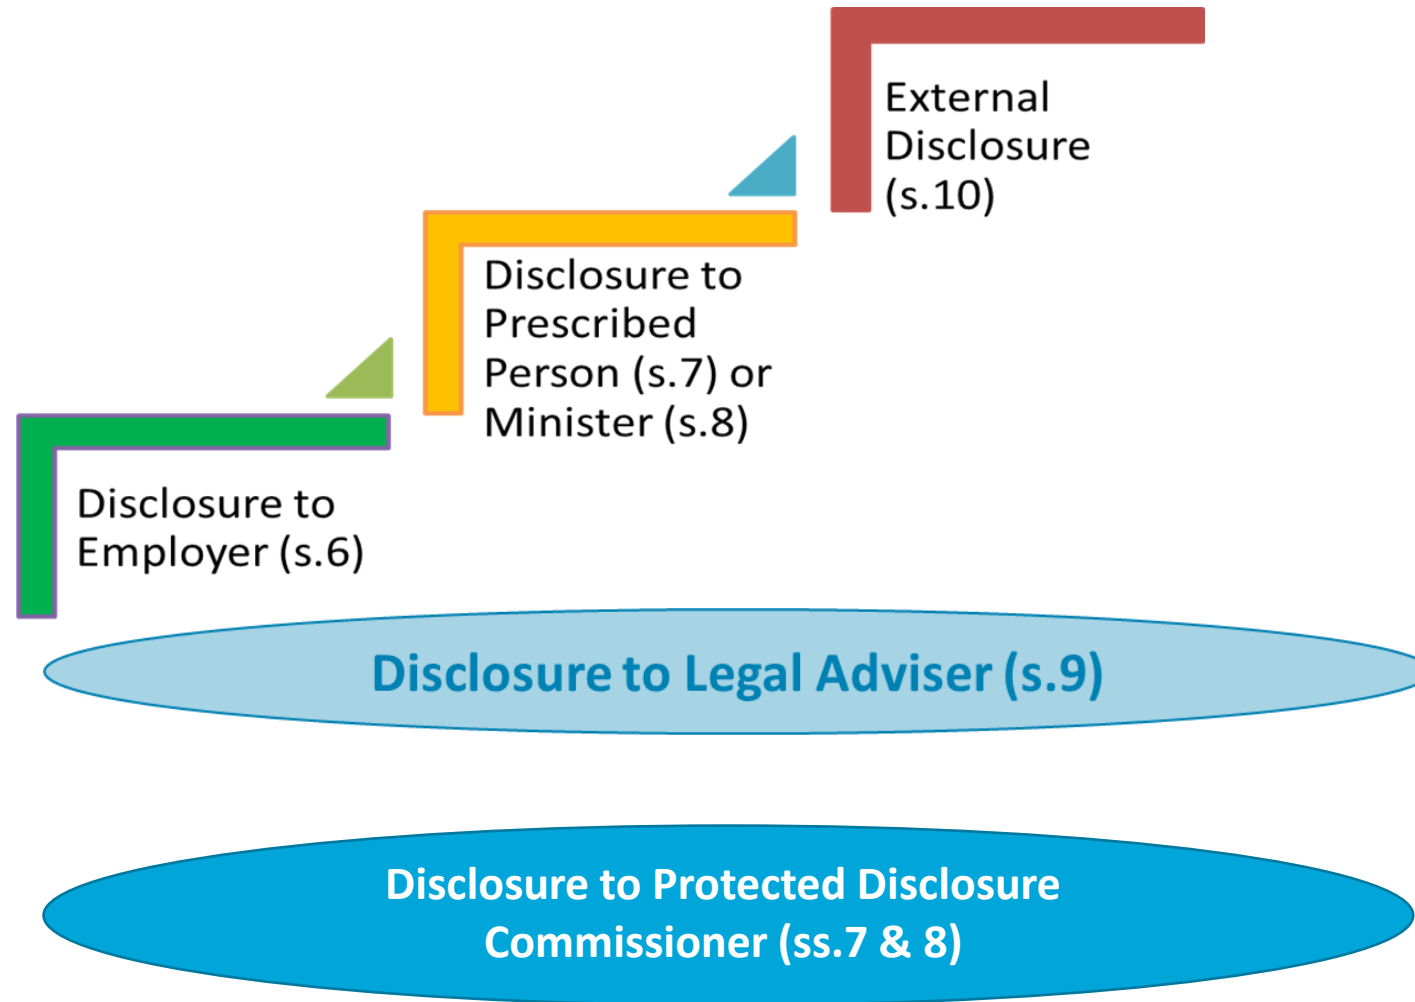 External
Disclosure
(s.10)
Disclosure to
Prescribed
Person (s.7) or
Minister (s.8)
Disclosure to
Employer (s.6)
Disclosure to Legal Adviser (s.9)
Disclosure to Protected Disclosure
Commissioner (ss.7 & 8)